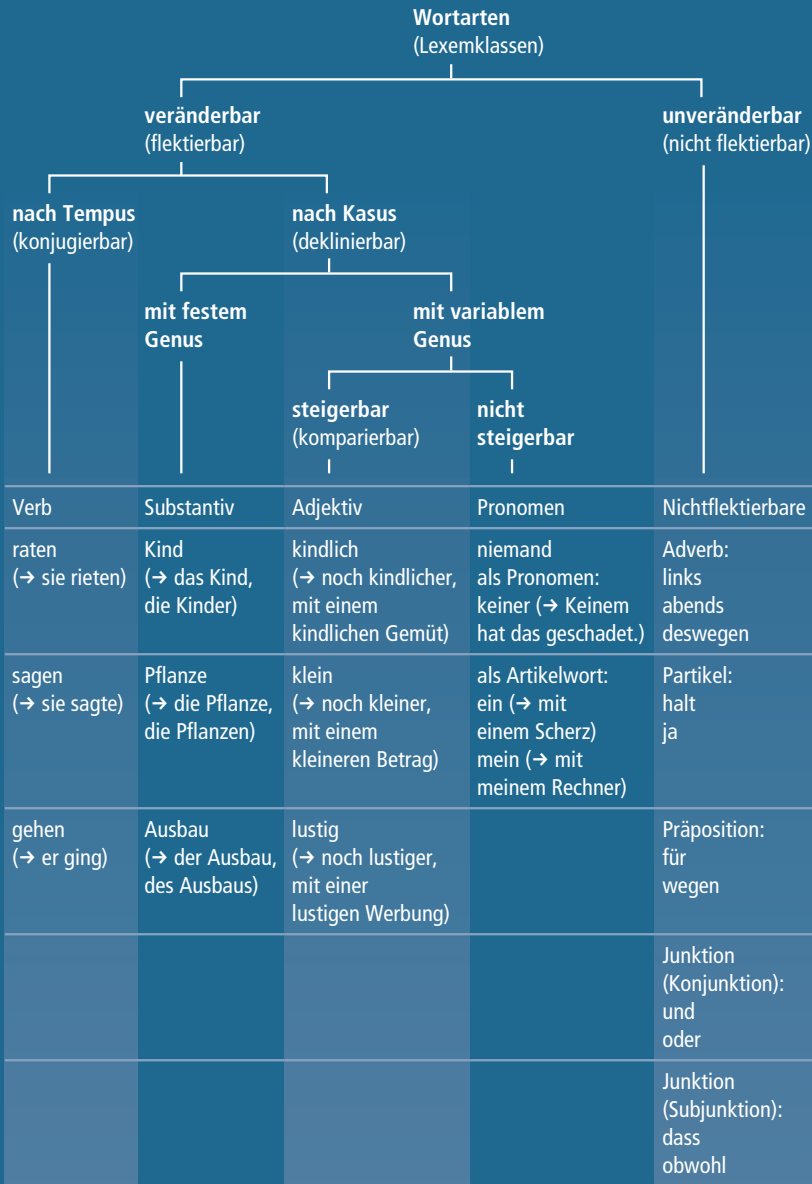 Wortarten
(Lexemklassen)
veränderbar
(flektierbar)
unveränderbar
(nicht flektierbar)
nach Tempus
(konjugierbar)
nach Kasus
(deklinierbar)
mit festem
Genus
mit variablem
Genus
steigerbar
(komparierbar)
nicht
steigerbar
Verb
Substantiv
Adjektiv
Pronomen
Nichtflektierbare
raten
(→ sie rieten)
Kind
(→ das Kind,
die Kinder)
kindlich
(→ noch kindlicher,
mit einem
kindlichen Gemüt)
niemand
als Pronomen:
keiner (→ Keinem
hat das geschadet.)
Adverb:
links
abends
deswegen
sagen
(→ sie sagte)
Pflanze
(→ die Pflanze,
die Pflanzen)
klein
(→ noch kleiner,
mit einem
kleineren Betrag)
als Artikelwort:
ein (→ mit
einem Scherz)
mein (→ mit
meinem Rechner)
Partikel:
halt
ja
gehen
(→ er ging)
Ausbau
(→ der Ausbau,
des Ausbaus)
lustig
(→ noch lustiger,
mit einer
lustigen Werbung)
Präposition:
für
wegen
Junktion
(Konjunktion):
und
oder
Junktion
(Subjunktion):
dass
obwohl